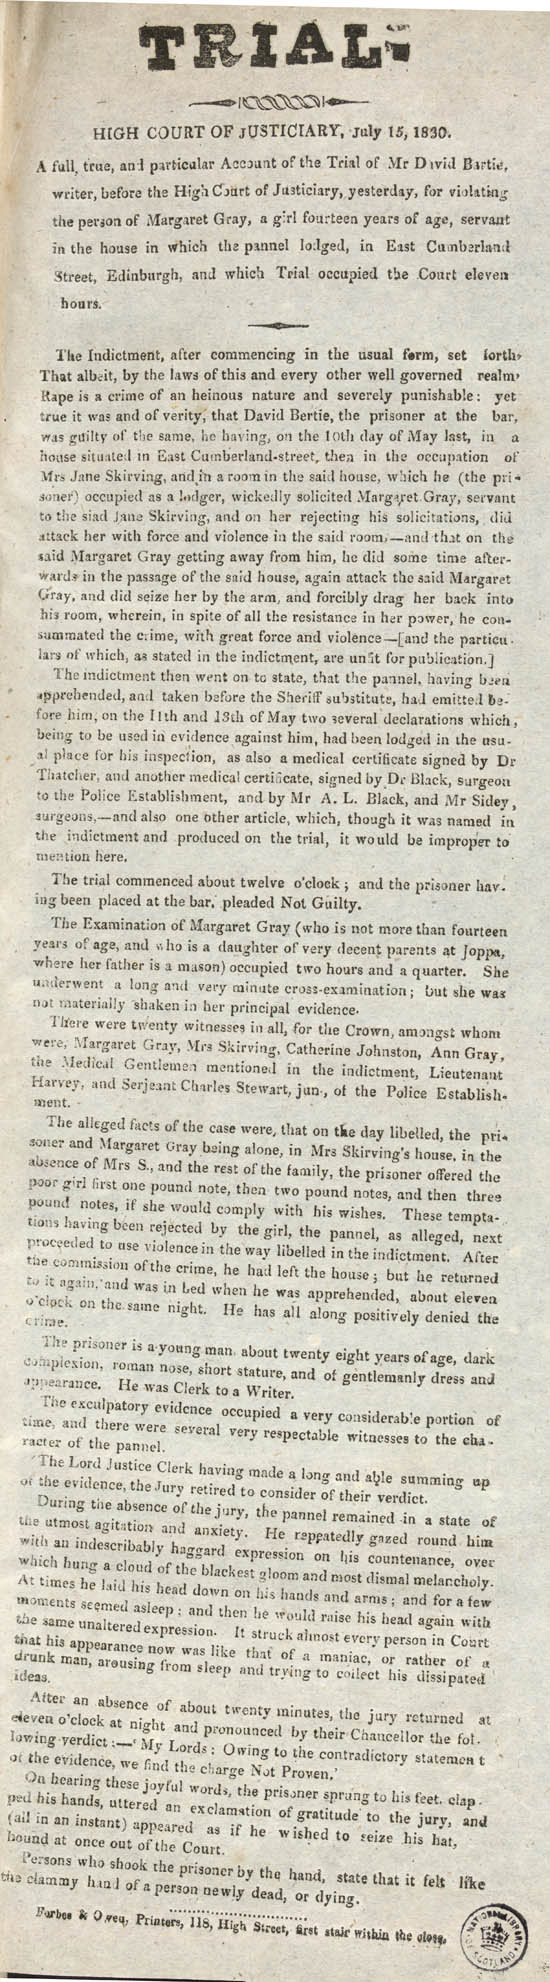 TRIAL.
HIGH COURT OF JUSTICIARY, July 15, 1830.
A full, true, and particular Account of the Trial of Mr David Bartie,
writer, before the High Court of Justiciary, yesterday, for violating
the person of Margaret Gray, a girl fourteen years of age, servant
in the house in which the pannel lodged, in East Cumberland
Street, Edinburgh, and which Trial occupied the Court eleven
hours.
The Indictment, after commencing in the usual form, set forth,
That albeit, by the laws of this and every other well governed realm,
Rape is a crime of an heinous nature and severely punishable: yet
true it was and of verity, that David Bertie, the prisoner at the bar,
was guilty of the same, he having, on the 10th day of May last, in a
house situated in East Cumberland-street, then in the occupation of
Mrs Jane Skirving, and in a room in the said house, which he (the pri-
soner) occupied as a lodger, wickedly solicited Margaret Gray, servant
to the siad Jane Skirving, and on her rejecting his solicitations, did
attack her with force and violence in the said room,—and that on the
said Margaret Gray getting away from him, he did some time after-
wards in the passage of the said house, again attack the said Margaret
Gray, and did seize her by the arm, and forcibly drag her back into
his room, wherein, in spite of all the resistance in her power, he con-
summated the crime, with great force and violence—[and the particu-
lars of which, as stated in the indictment, are unfit for publication.]
The indictment then went on to state, that the pannel, having been
apprehended, and taken before the Sheriff substitute, had emitted be-
fore him, on the 11th and 13th of May two several declarations which,
being to be used in evidence against him, had been lodged in the usu-
al place for his inspection, as also a medical certificate signed by Dr
Thatcher, and another medical certificate, signed by Dr Black, surgeon
to the Police Establishment, and by Mr A. L. Black, and Mr Sidey,
surgeons,—and also one other article, which, though it was named in
the indictment and produced on the trial, it would be improper to
mention here.
The trial commenced about twelve o'clock; and the prisoner hav-
ing been placed at the bar, pleaded Not Guilty.
The Examination of Margaret Gray (who is not more than fourteen
years of age, and who is a daughter of very decent parents at Joppa,
where her father is a mason) occupied two hours and a quarter. She
underwent a long and very minute cross-examination; but she was
not materially shaken in her principal evidence.
There were twenty witnesses in all, for the Crown, amongst whom
were, Margaret Gray, Mrs Skirving, Catherine Johnston, Ann Gray,
the Medical Gentlemen mentioned in the indictment, Lieutenant
Harvey, and Serjeant Charles Stewart, jun., of the Police Establish-
ment.
The alleged facts of the case were, that on the day libelled, the pri-
soner and Margaret Gray being alone, in Mrs Skirving's house, in the
absence of Mrs S., and the rest of the family, the prisoner offered the
poor girl first one pound note, then two pound notes, and then three
pound notes, if she would comply with his wishes. These tempta-
tions having been rejected by the girl, the pannel, as alleged, next
proceeded to use violence in the way libelled in the indictment. After
the commission of the crime, he had left the house; but he returned
to it again, and was in bed when he was apprehended, about eleven
o'clock on the same night. He has all along positively denied the
crime.
The prisoner is a young man, about twenty eight years of age, dark
complexion, roman nose, short stature, and of gentlemanly dress and
appearance. He was Clerk to a Writer.
The exculpatory evidence occupied a very considerable portion of
time, and there were several very respectable witnesses to the cha-
racter of the pannel.
The Lord Justice Clerk having made a long and able summing up
of the evidence, the Jury retired to consider of their verdict.
During the absence of the jury, the pannel remained in a state of
the utmost agitation and anxiety. He reppatedly gazed round him
with an indescribably haggard expression on his countenance, over
which hung a cloud of the blackest gloom and most dismal melancholy.
At times he laid his head down on his hands and arms; and for a few
moments seemed asleep; and then he would raise his head again with
the same unaltered expression. It struck almost every person in Court
that his appearance now was like that of a maniac, or rather of a
drunk man, arousing from sleep and trying to collect his dissipated
ideas.
After an absence of about twenty minutes, the jury returned at
eleven o'clock at night and pronounced by their Chancellor the fol-
lowing verdict:—'My Lords: Owing to the contradictory statement
of the evidence, we find the charge Not Proven.'
On hearing these joyful words, the prisoner sprung to his feet, clap-
ped his hands, uttered an exclamation of gratitude to the jury, and
(all in an instant) appeared as if he wished to seize his hat,
bound at once out of the Court.
Persons who shook the prisoner by the hand, state that it felt like
the clammy hand of a person newly dead, or dying.
Forbes & Owen, Printers, 118, High Street, first stair within the close.
NATIONAL LIBRARY OF SCOTLAND